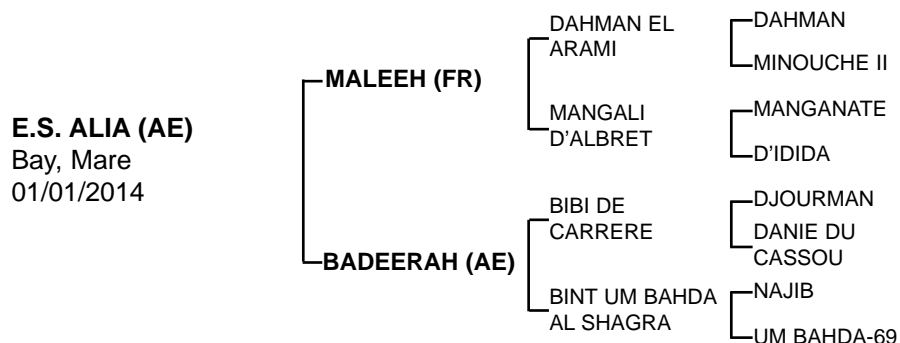 E.S. ALIA (AE)
Bay, Mare
01/01/2014
MALEEH (FR)
BADEERAH (AE)
DAHMAN EL
ARAMI
MANGALI
D'ALBRET
BIBI DE
CARRERE
BINT UM BAHDA
AL SHAGRA
DAHMAN
MINOUCHE II
MANGANATE
D'IDIDA
DJOURMAN
DANIE DU
CASSOU
NAJIB
UM BAHDA-69